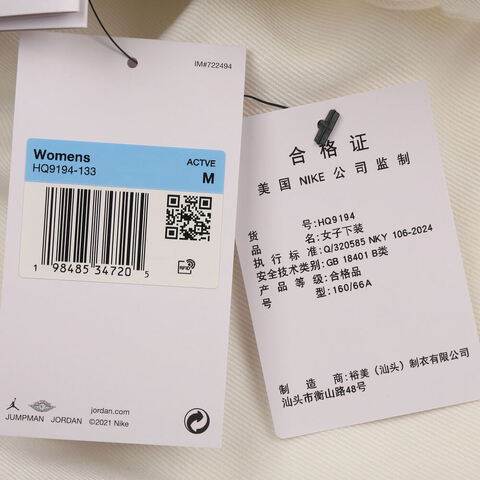 IM#722494
Womens
HQ9194-133
ACTVE
M
1 98485 34720 5
RFID
JUMPMAN JORDAN
jordan.com
©2021 Nike
合格证
美国 NIKE 公司监制
货 号:HQ9194
品 名:女子下装
执行标准:Q/320585 NKY 106-2024
安全技术类别:GB 18401 B类
产品等级:合格品
号 型:160/66A
制造商:裕美(汕头)制衣有限公司
汕头市衡山路48号